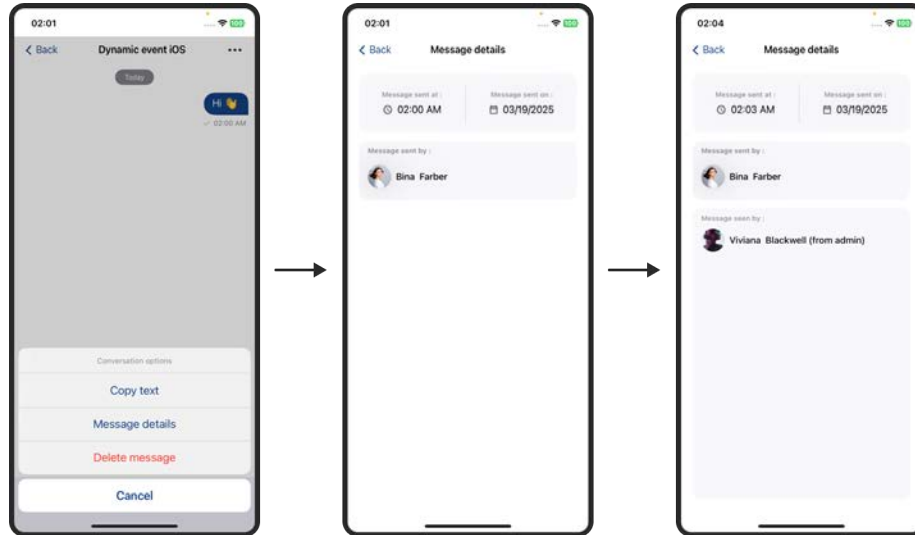 02:01
100
Back
Dynamic event iOS
Today
Hi 👋
02:00 AM
Conversation options
Copy text
Message details
Delete message
Cancel
02:01
100
Back
Message details
Message sent at :
Message sent on :
02:00 AM
03/19/2025
Message sent by :
Bina Farber
02:04
100
Back
Message details
Message sent at :
Message sent on :
02:03 AM
03/19/2025
Message sent by :
Bina Farber
Message seen by :
Viviana Blackwell (from admin)